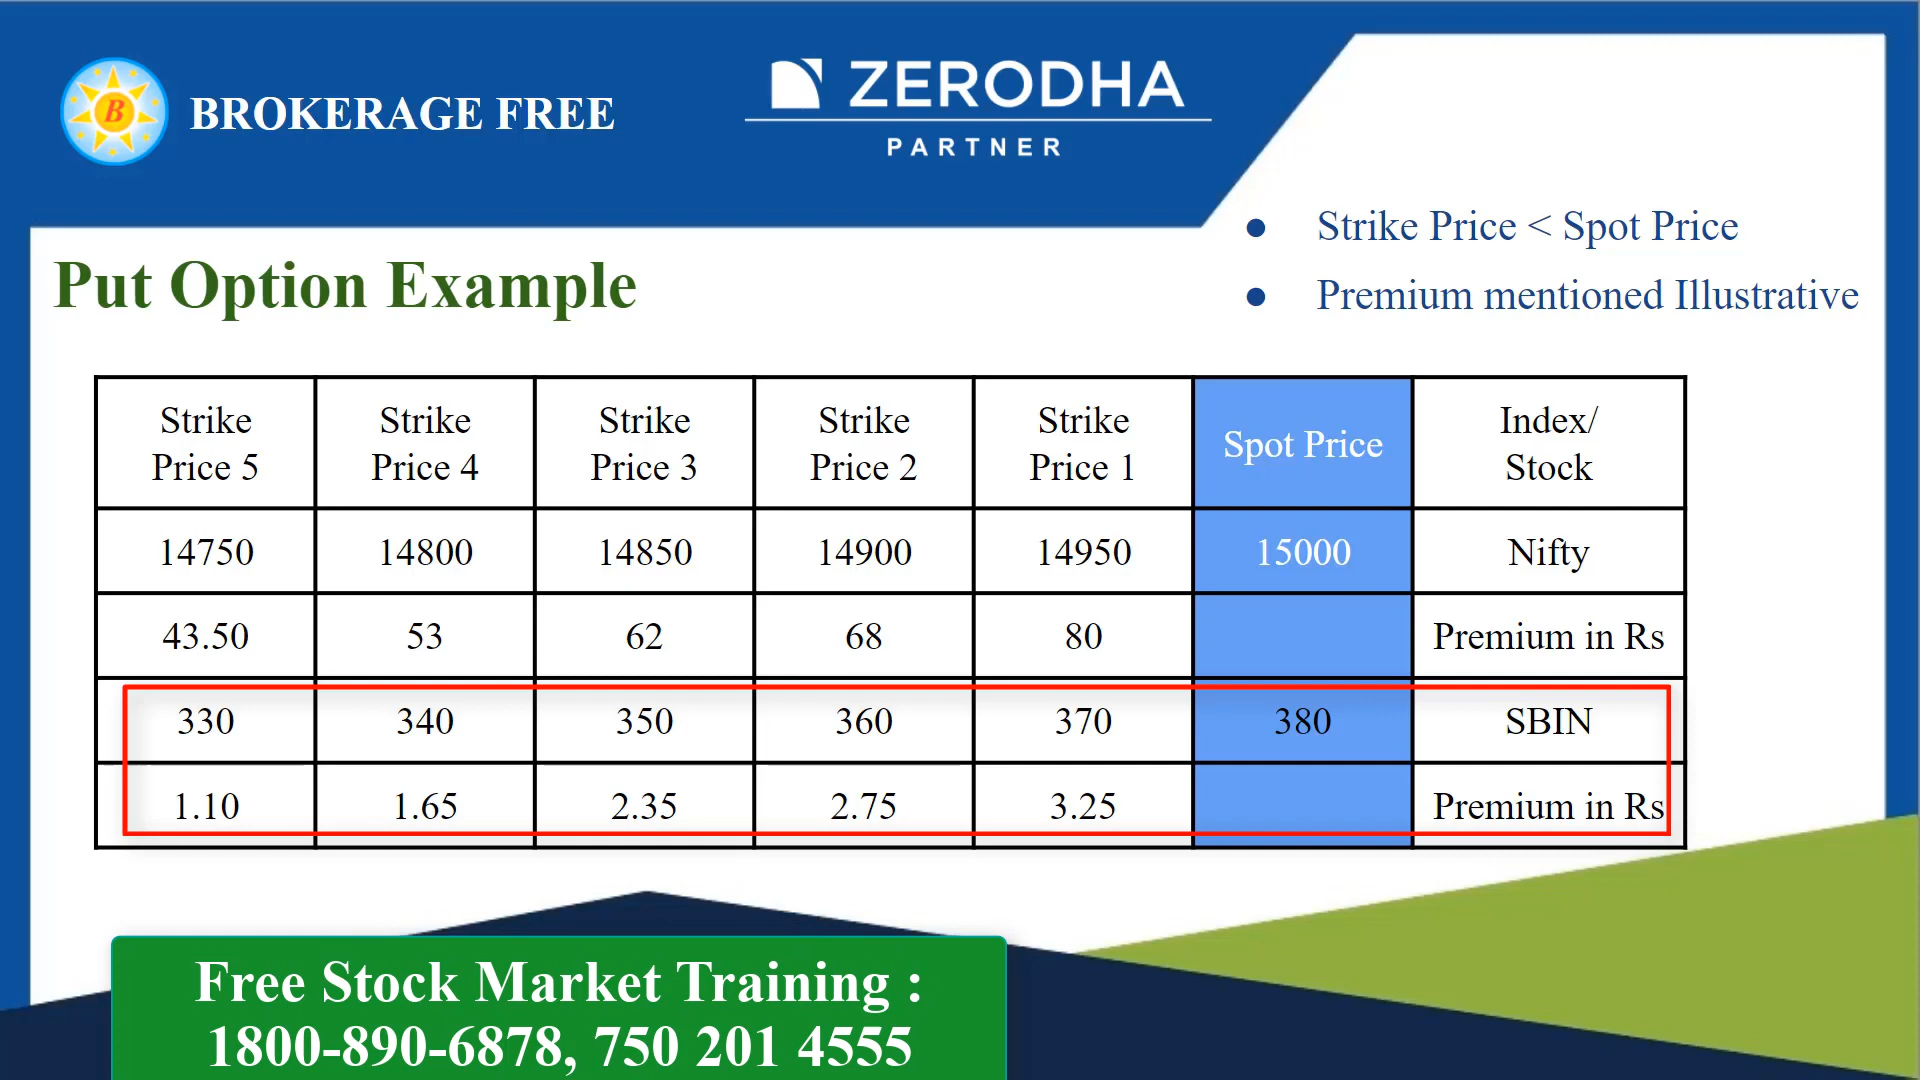 B
BROKERAGE FREE
ZERODHA
PARTNER
● Strike Price < Spot Price
● Premium mentioned Illustrative
Put Option Example
Strike Price 5 Strike Price 4 Strike Price 3 Strike Price 2 Strike Price 1 Spot Price Index/ Stock
14750 14800 14850 14900 14950 15000 Nifty
43.50 53 62 68 80 Premium in Rs
330 340 350 360 370 380 SBIN
1.10 1.65 2.35 2.75 3.25 Premium in Rs
Free Stock Market Training :
1800-890-6878, 750 201 4555